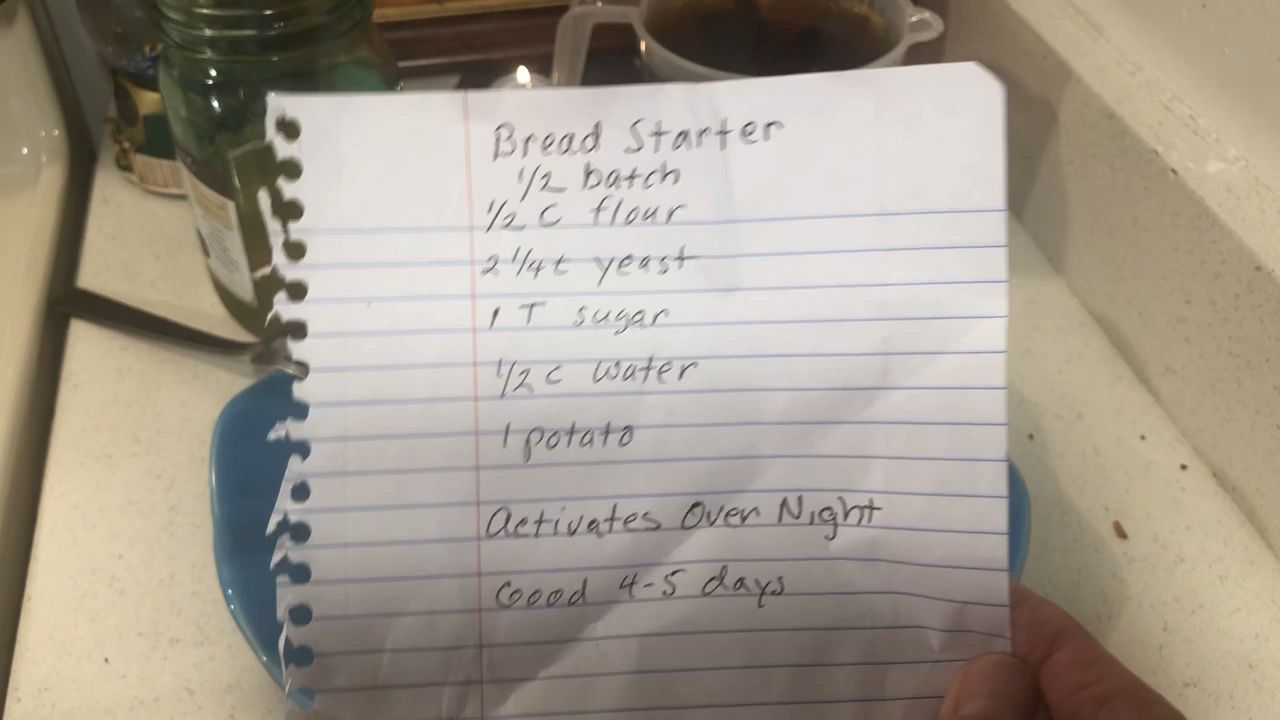 Bread Starter
1/2 batch
1/2 C flour
2 1/4 t yeast
1 T sugar
1/2 c water
1 potato
Activates Over Night
Good 4-5 days